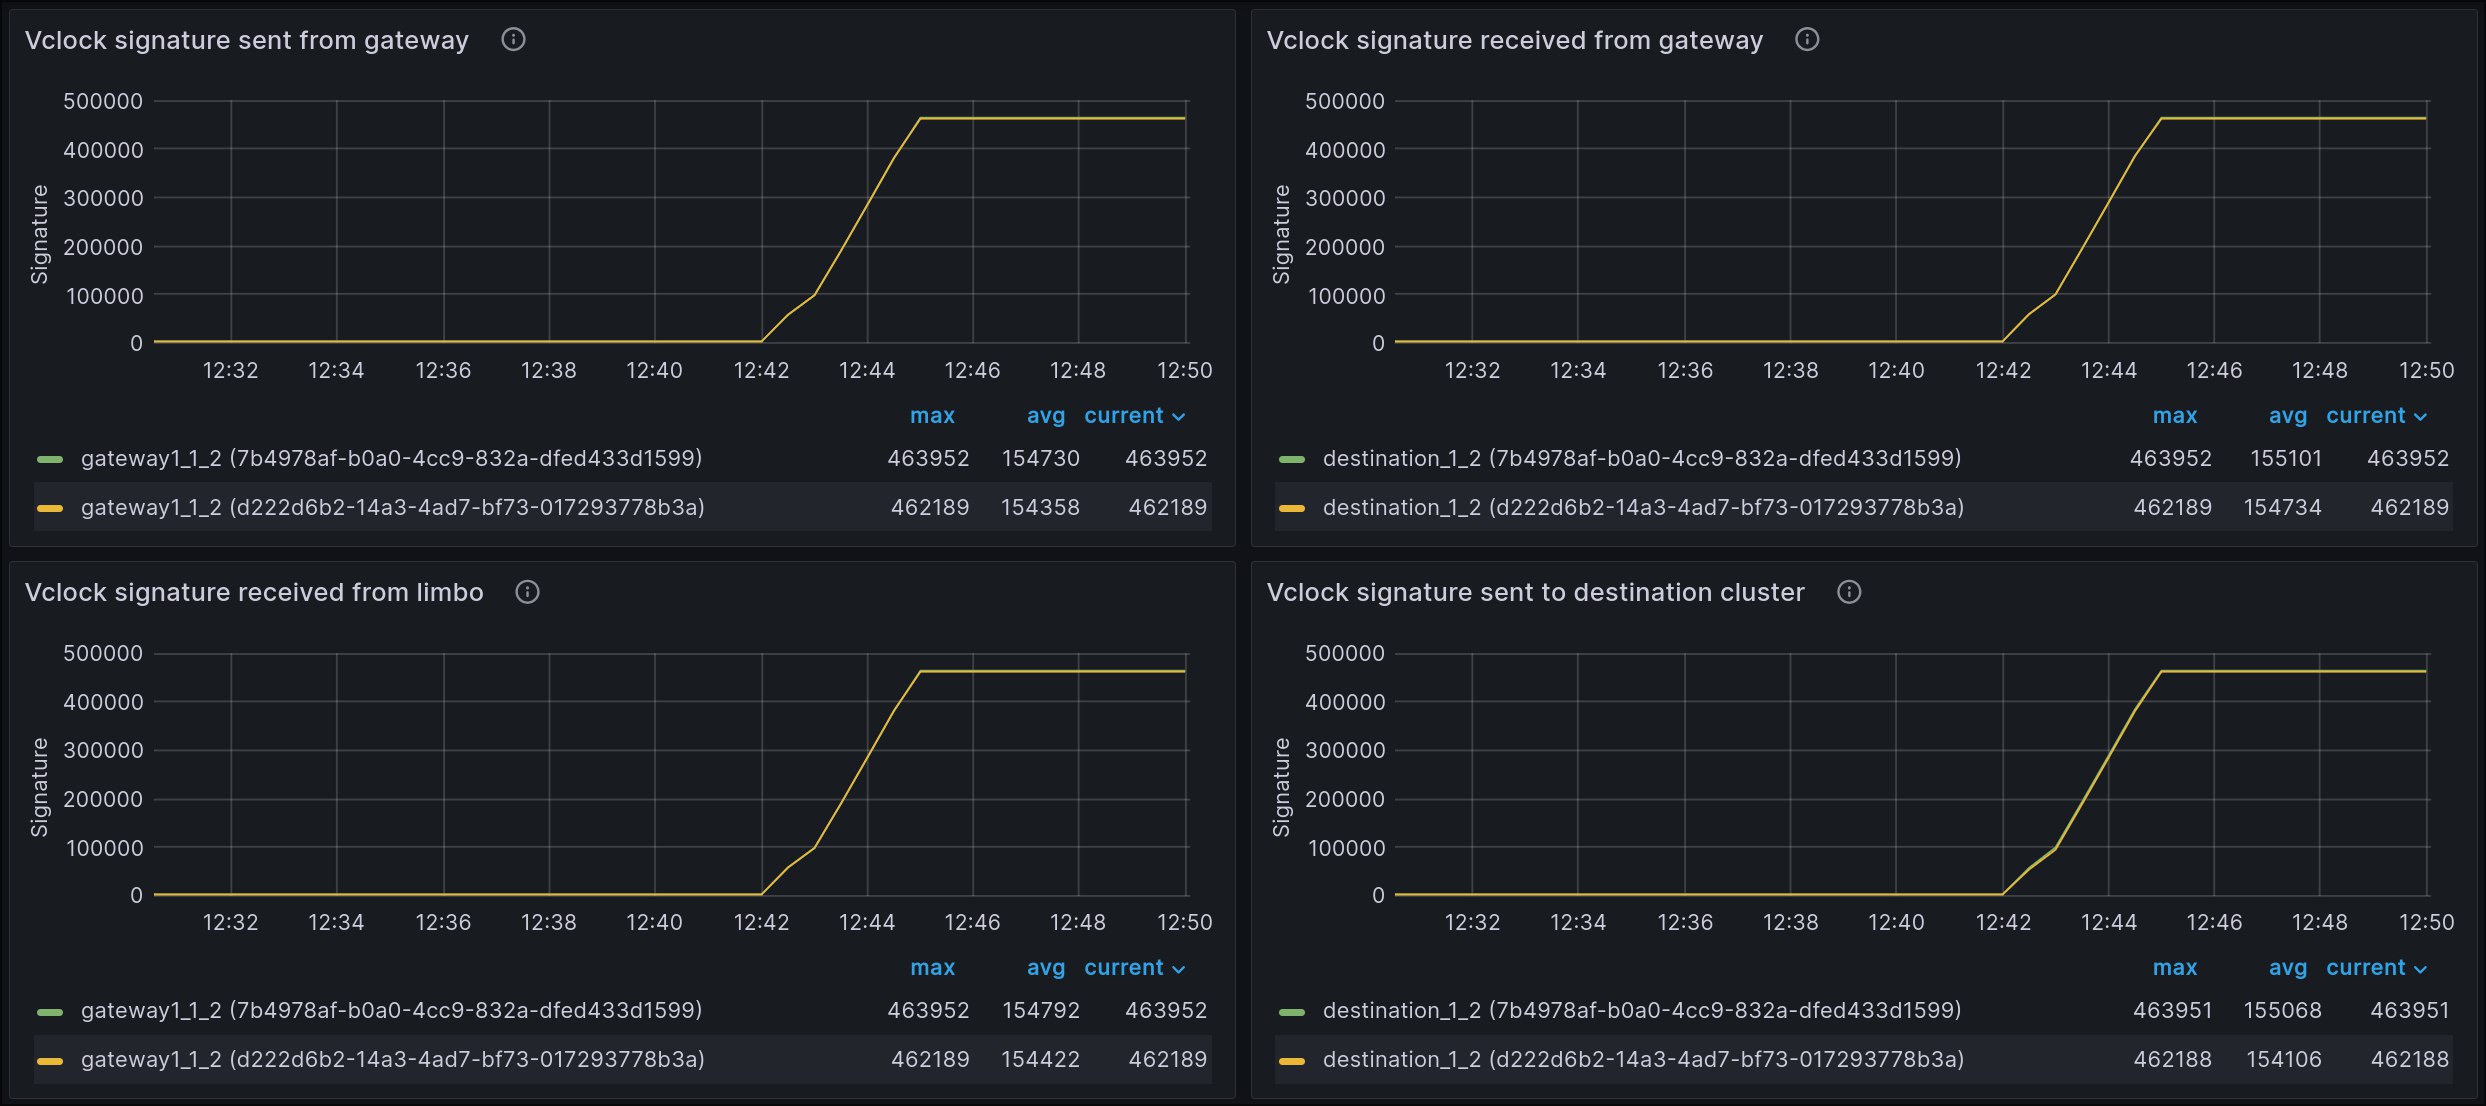 Vclock signature sent from gateway
500000
400000
300000
200000
100000
0
Signature
12:32 12:34 12:36 12:38 12:40 12:42 12:44 12:46 12:48 12:50
max avg current
gateway1_1_2 (7b4978af-b0a0-4cc9-832a-dfed433d1599) 463952 154730 463952
gateway1_1_2 (d222d6b2-14a3-4ad7-bf73-017293778b3a) 462189 154358 462189
Vclock signature received from gateway
500000
400000
300000
200000
100000
0
Signature
12:32 12:34 12:36 12:38 12:40 12:42 12:44 12:46 12:48 12:50
max avg current
destination_1_2 (7b4978af-b0a0-4cc9-832a-dfed433d1599) 463952 155101 463952
destination_1_2 (d222d6b2-14a3-4ad7-bf73-017293778b3a) 462189 154734 462189
Vclock signature received from limbo
500000
400000
300000
200000
100000
0
Signature
12:32 12:34 12:36 12:38 12:40 12:42 12:44 12:46 12:48 12:50
max avg current
gateway1_1_2 (7b4978af-b0a0-4cc9-832a-dfed433d1599) 463952 154792 463952
gateway1_1_2 (d222d6b2-14a3-4ad7-bf73-017293778b3a) 462189 154422 462189
Vclock signature sent to destination cluster
500000
400000
300000
200000
100000
0
Signature
12:32 12:34 12:36 12:38 12:40 12:42 12:44 12:46 12:48 12:50
max avg current
destination_1_2 (7b4978af-b0a0-4cc9-832a-dfed433d1599) 463951 155068 463951
destination_1_2 (d222d6b2-14a3-4ad7-bf73-017293778b3a) 462188 154106 462188